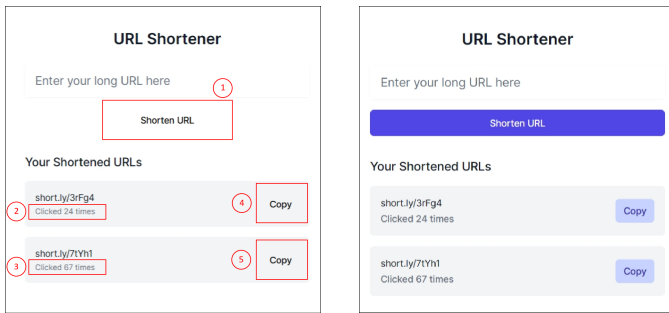 URL Shortener
Enter your long URL here
1
Shorten URL
Your Shortened URLs
short.ly/3rFg4
2
Clicked 24 times
4
Copy
short.ly/7tYh1
3
Clicked 67 times
5
Copy
URL Shortener
Enter your long URL here
Shorten URL
Your Shortened URLs
short.ly/3rFg4
Clicked 24 times
Copy
short.ly/7tYh1
Clicked 67 times
Copy